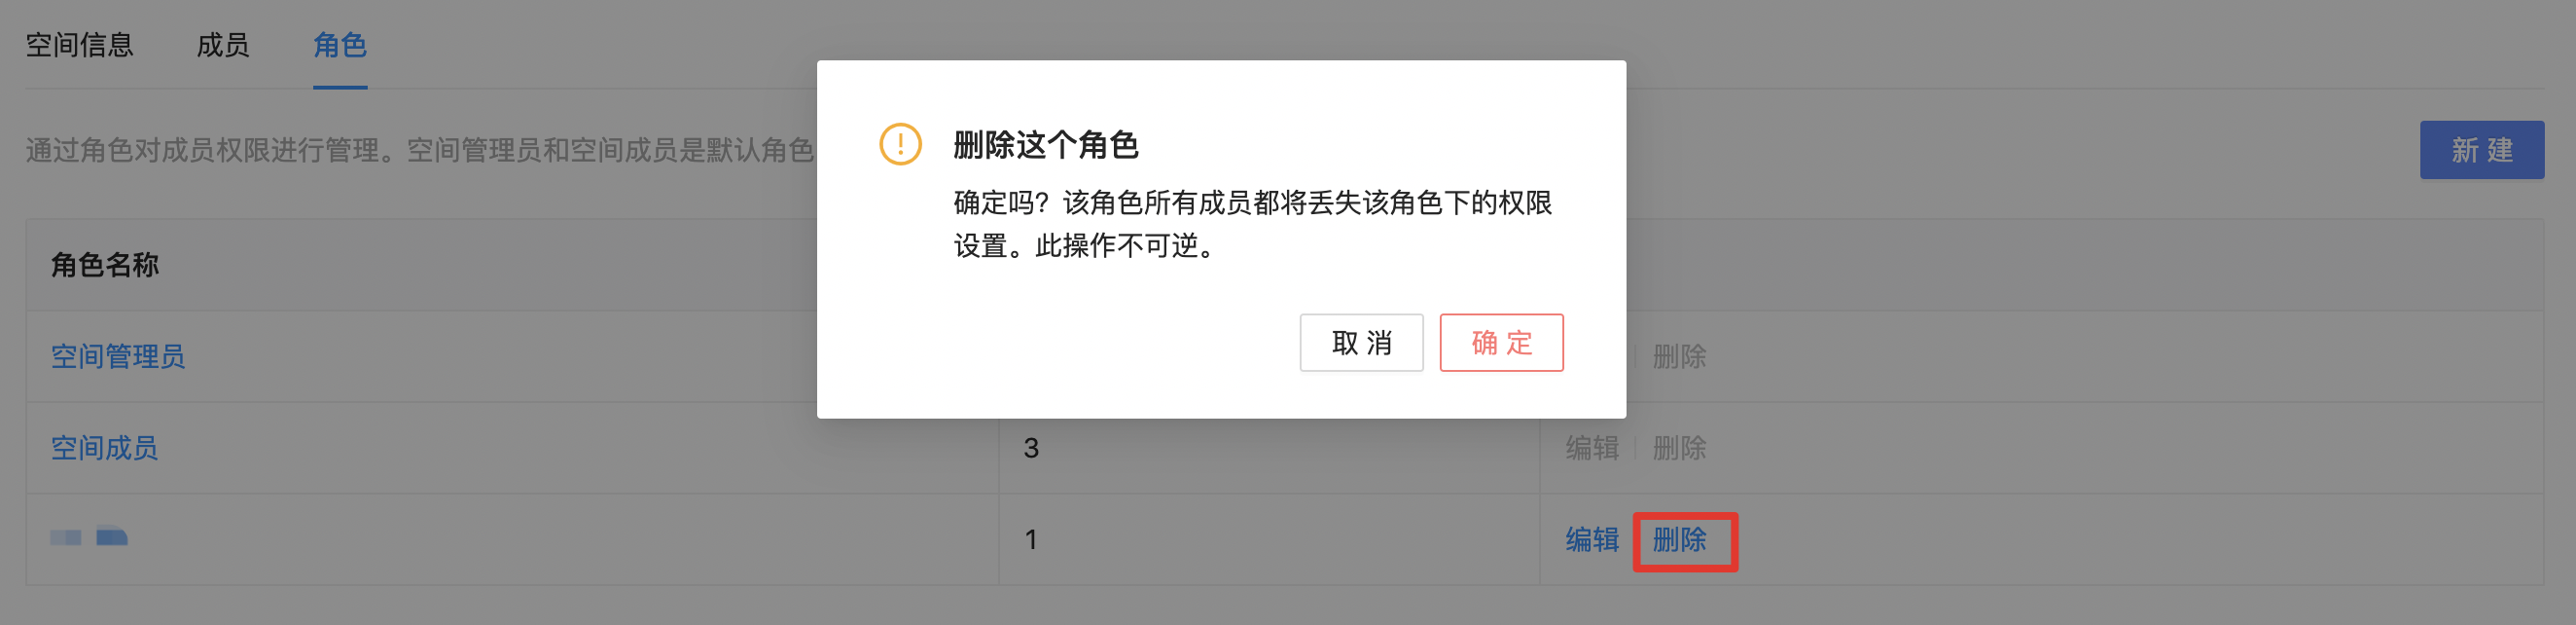 空间信息 成员 角色
通过角色对成员权限进行管理。空间管理员和空间成员是默认角色
新 建
删除这个角色
确定吗？该角色所有成员都将丢失该角色下的权限
设置。此操作不可逆。
取 消 确 定
角色名称
空间管理员 删除
空间成员 3 编辑 删除
1 编辑 删除